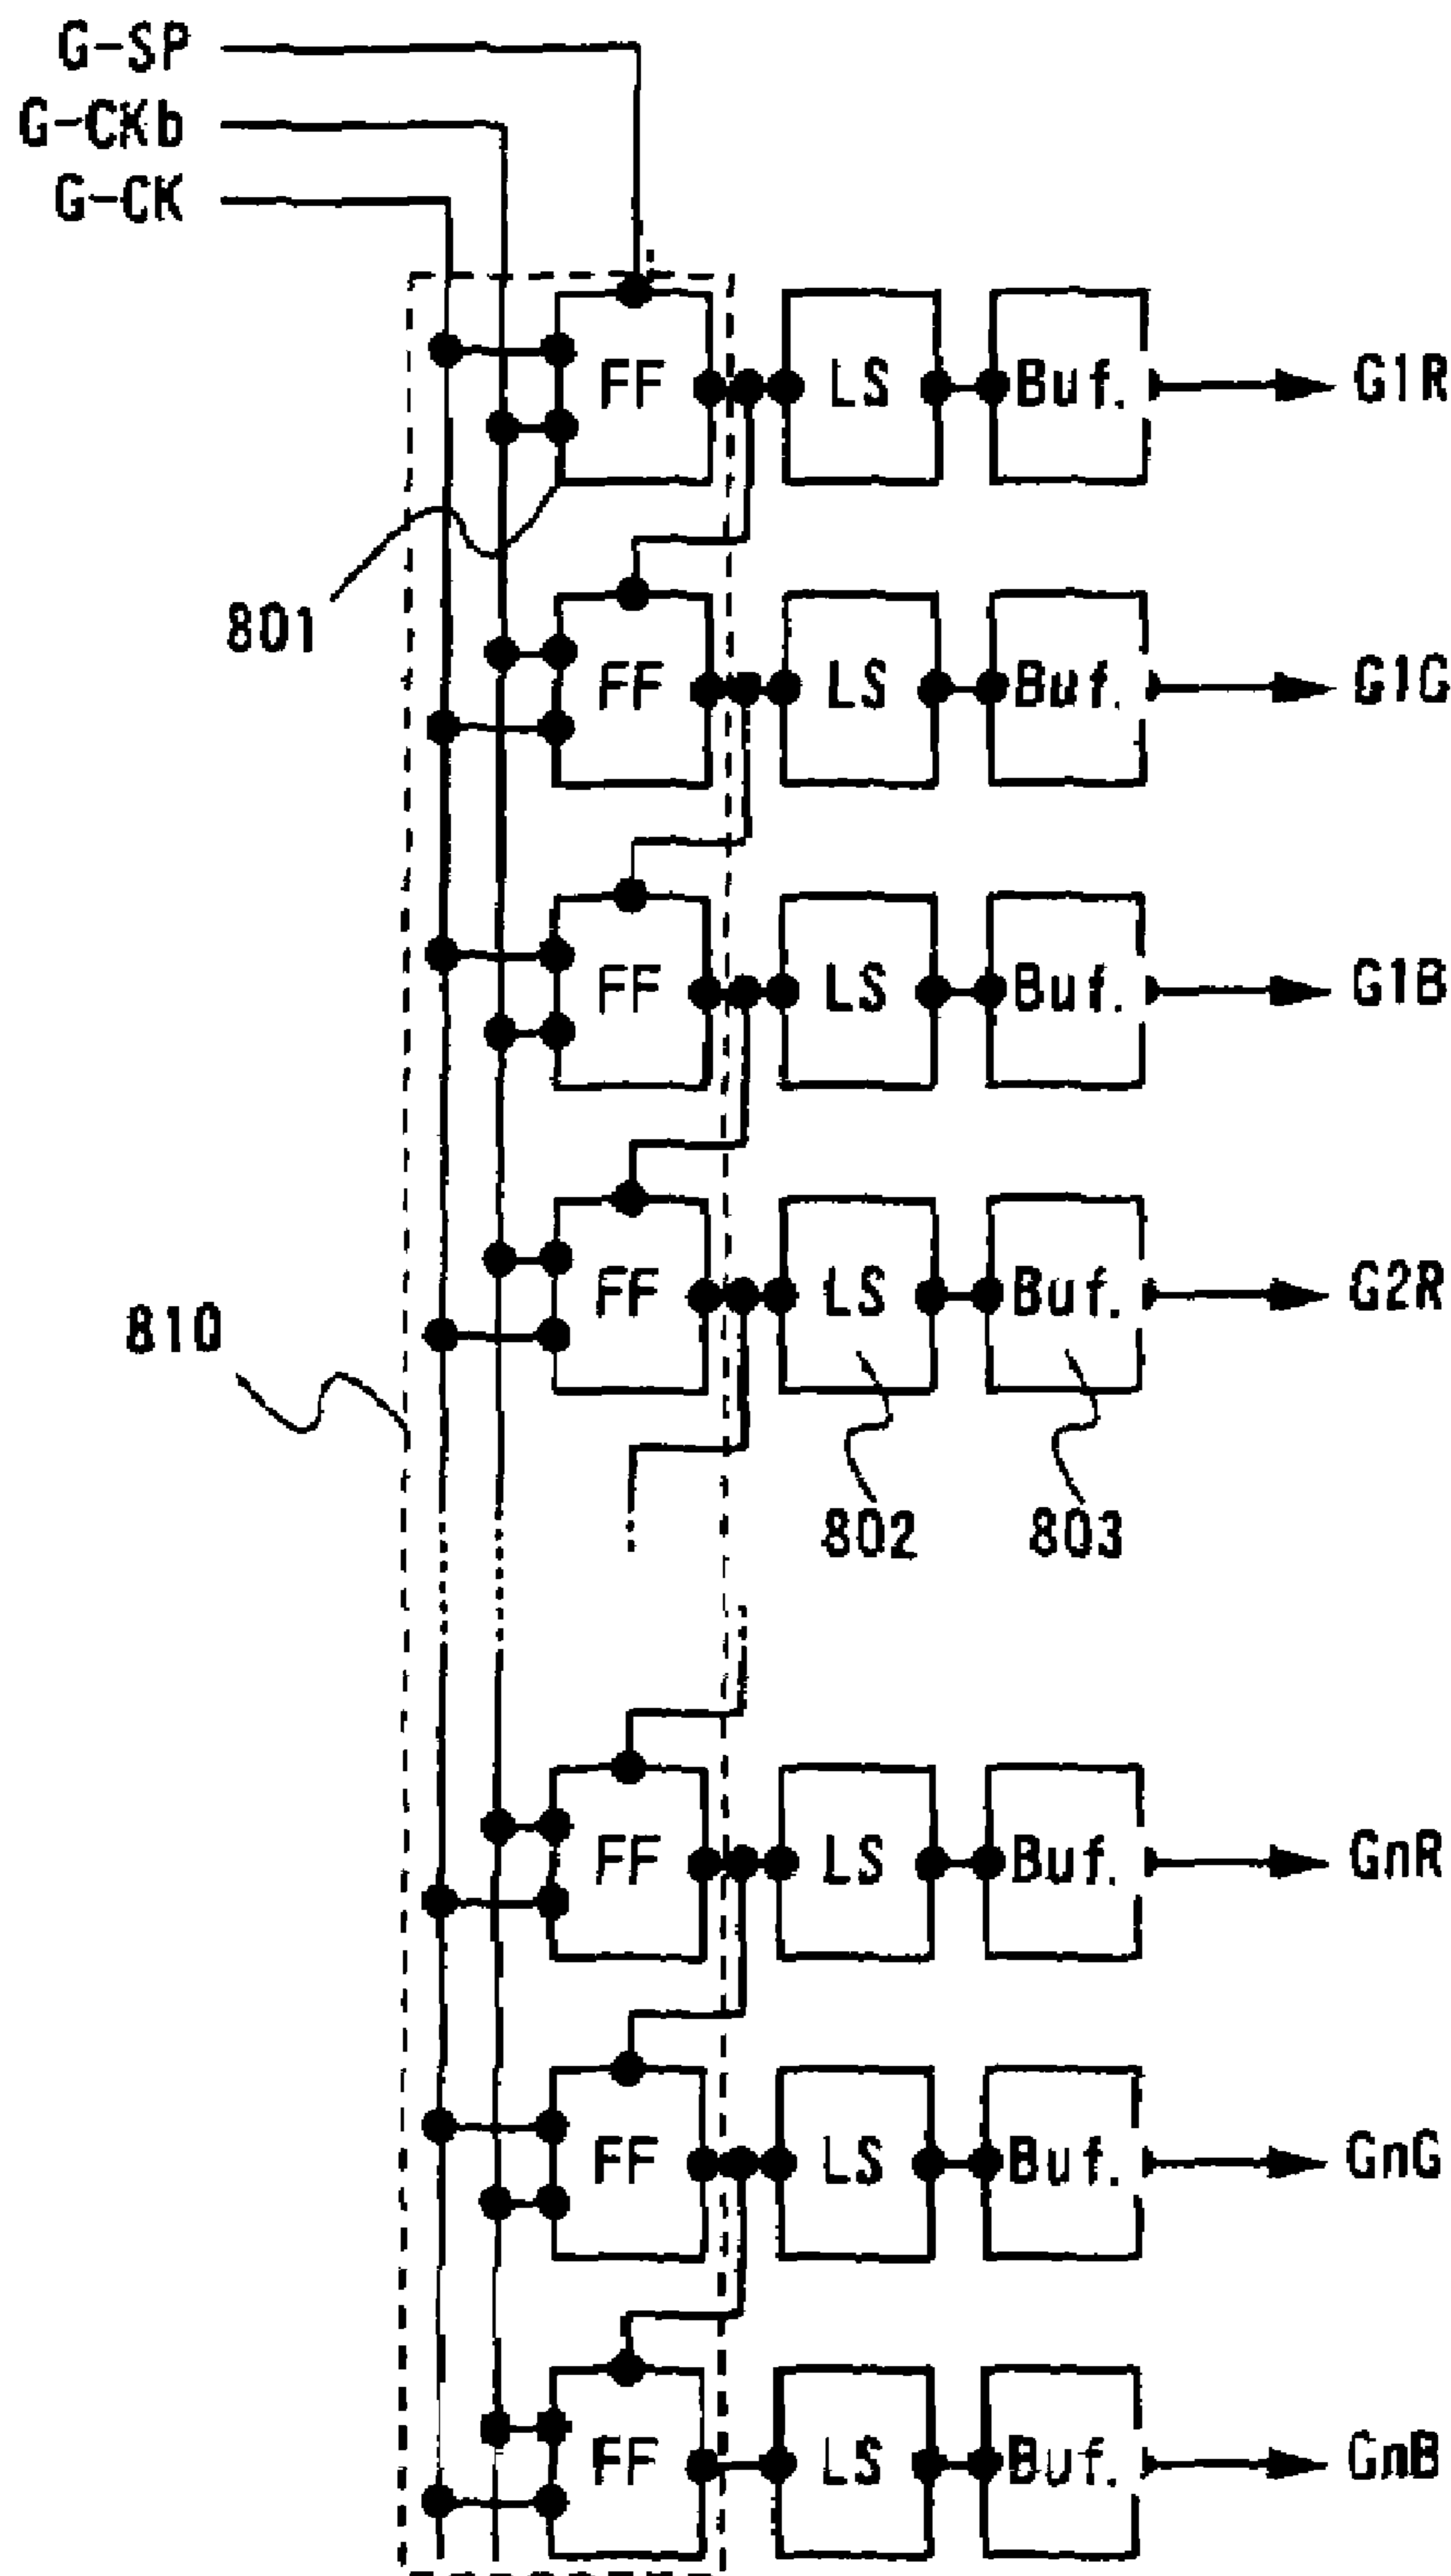 G-SP
G-CKb
G-CK
FF LS Buf. G1R
801
FF LS Buf. G1G
FF LS Buf. G1B
FF LS Buf. G2R
810
802 803
FF LS Buf. GnR
FF LS Buf. GnG
FF LS Buf. GnB